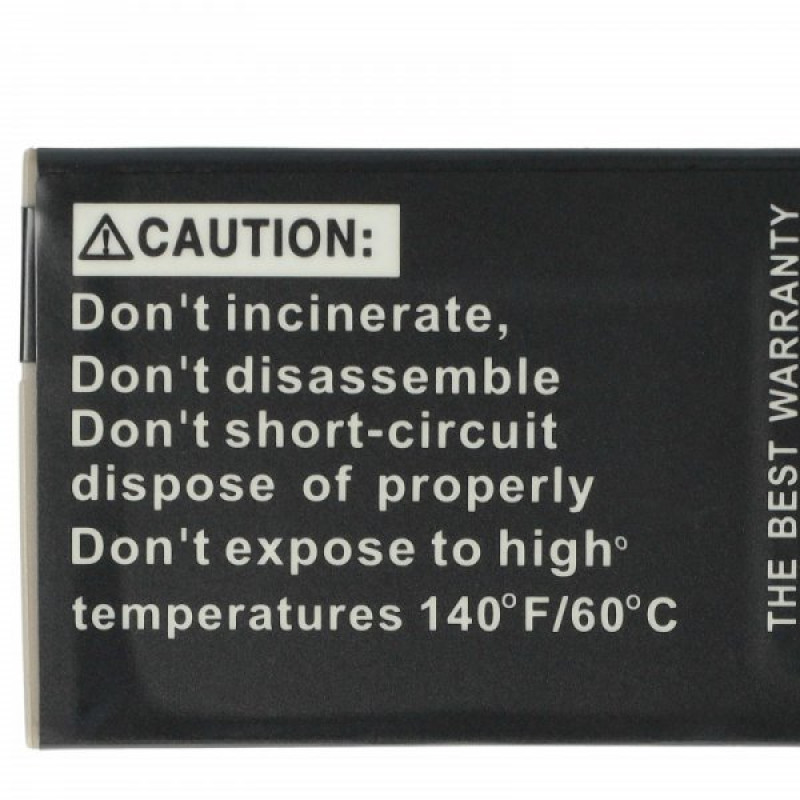 ⚠CAUTION:
Don't incinerate,
Don't disassemble
Don't short-circuit
dispose of properly
Don't expose to high°
temperatures 140°F/60°C
THE BEST WARRANTY